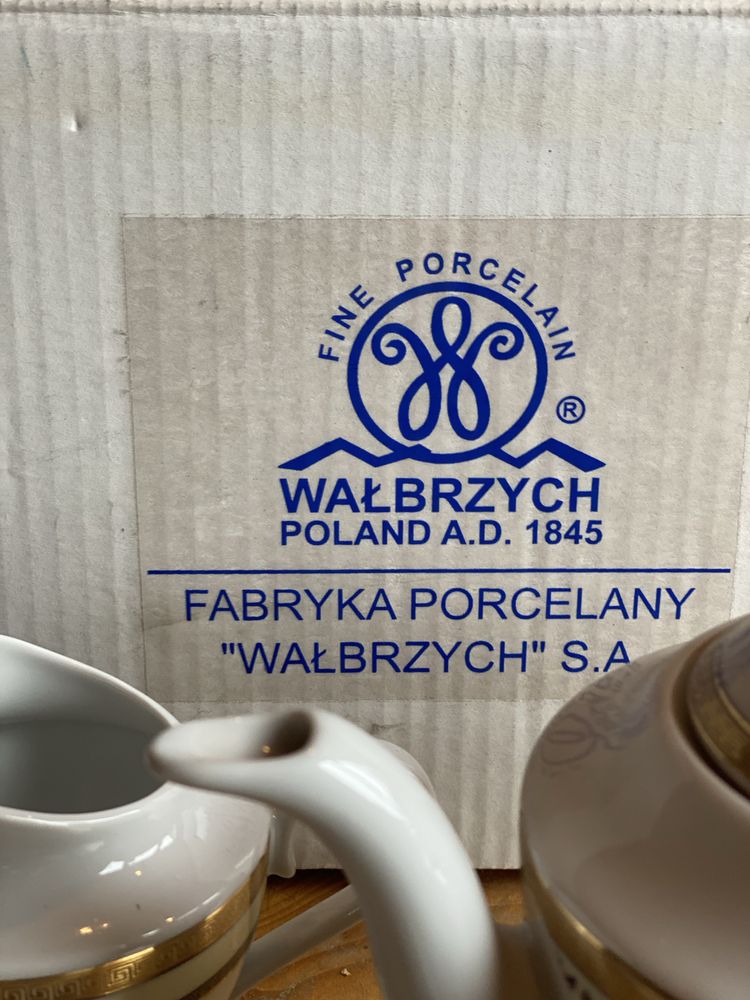 FINE PORCELAIN
®
WAŁBRZYCH
POLAND A.D. 1845
FABRYKA PORCELANY
"WAŁBRZYCH" S.A